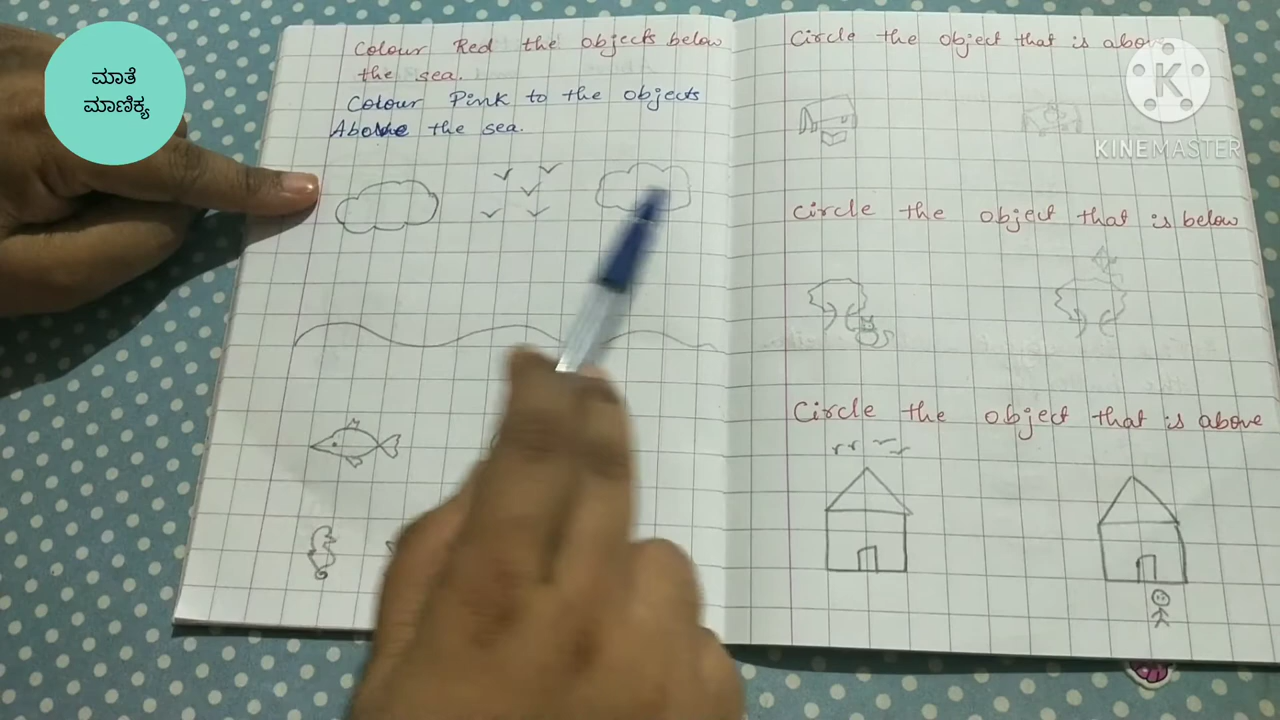 ಮಾತೆ
ಮಾಣಿಕ್ಯ
Colour Red the objects below
the sea.
Colour Pink to the objects
Above the sea.
Circle the object that is above
K
KINEMASTER
Circle the object that is below
Circle the object that is above